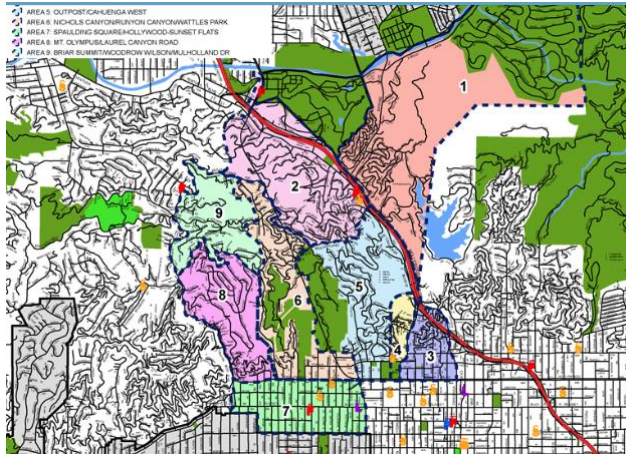 AREA 5: OUTPOST/CAHUENGA WEST
AREA 6: NICHOLS CANYON/RUNYON CANYON/WATTLES PARK
AREA 7: SPAULDING SQUARE/HOLLYWOOD-SUNSET FLATS
AREA 8: MT. OLYMPUS/LAUREL CANYON ROAD
AREA 9: BRIAR SUMMIT/WOODROW WILSON/MULHOLLAND DR
1
2
9
5
8
6
4
3
7